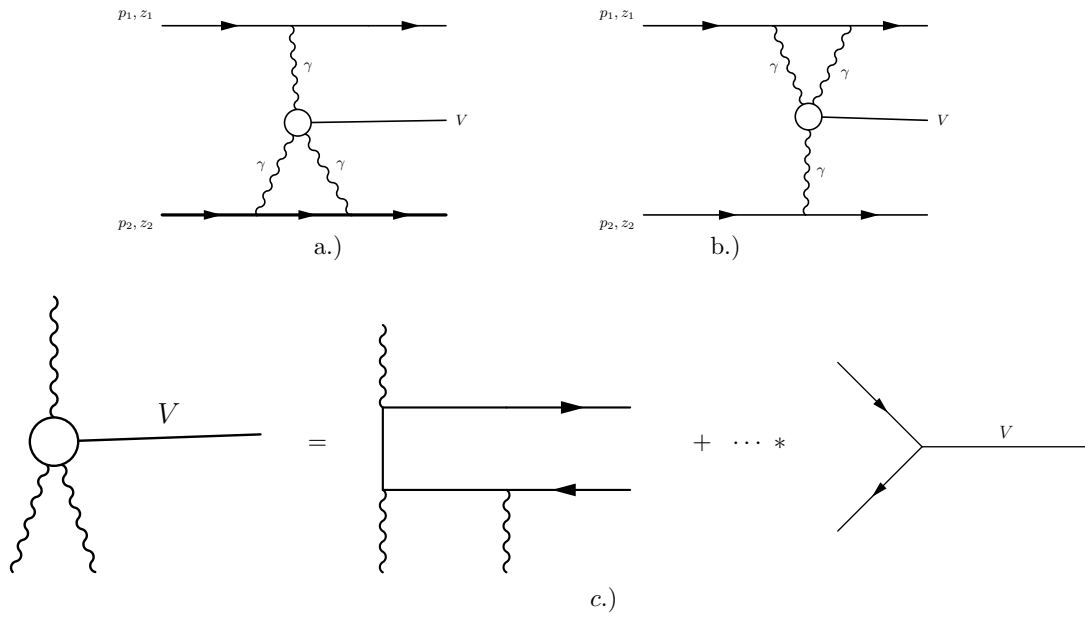 p₁, z₁
γ
V
γ γ
p₂, z₂
a.)
p₁, z₁
γ γ
V
γ
p₂, z₂
b.)
V
= + ··· *
V
c.)